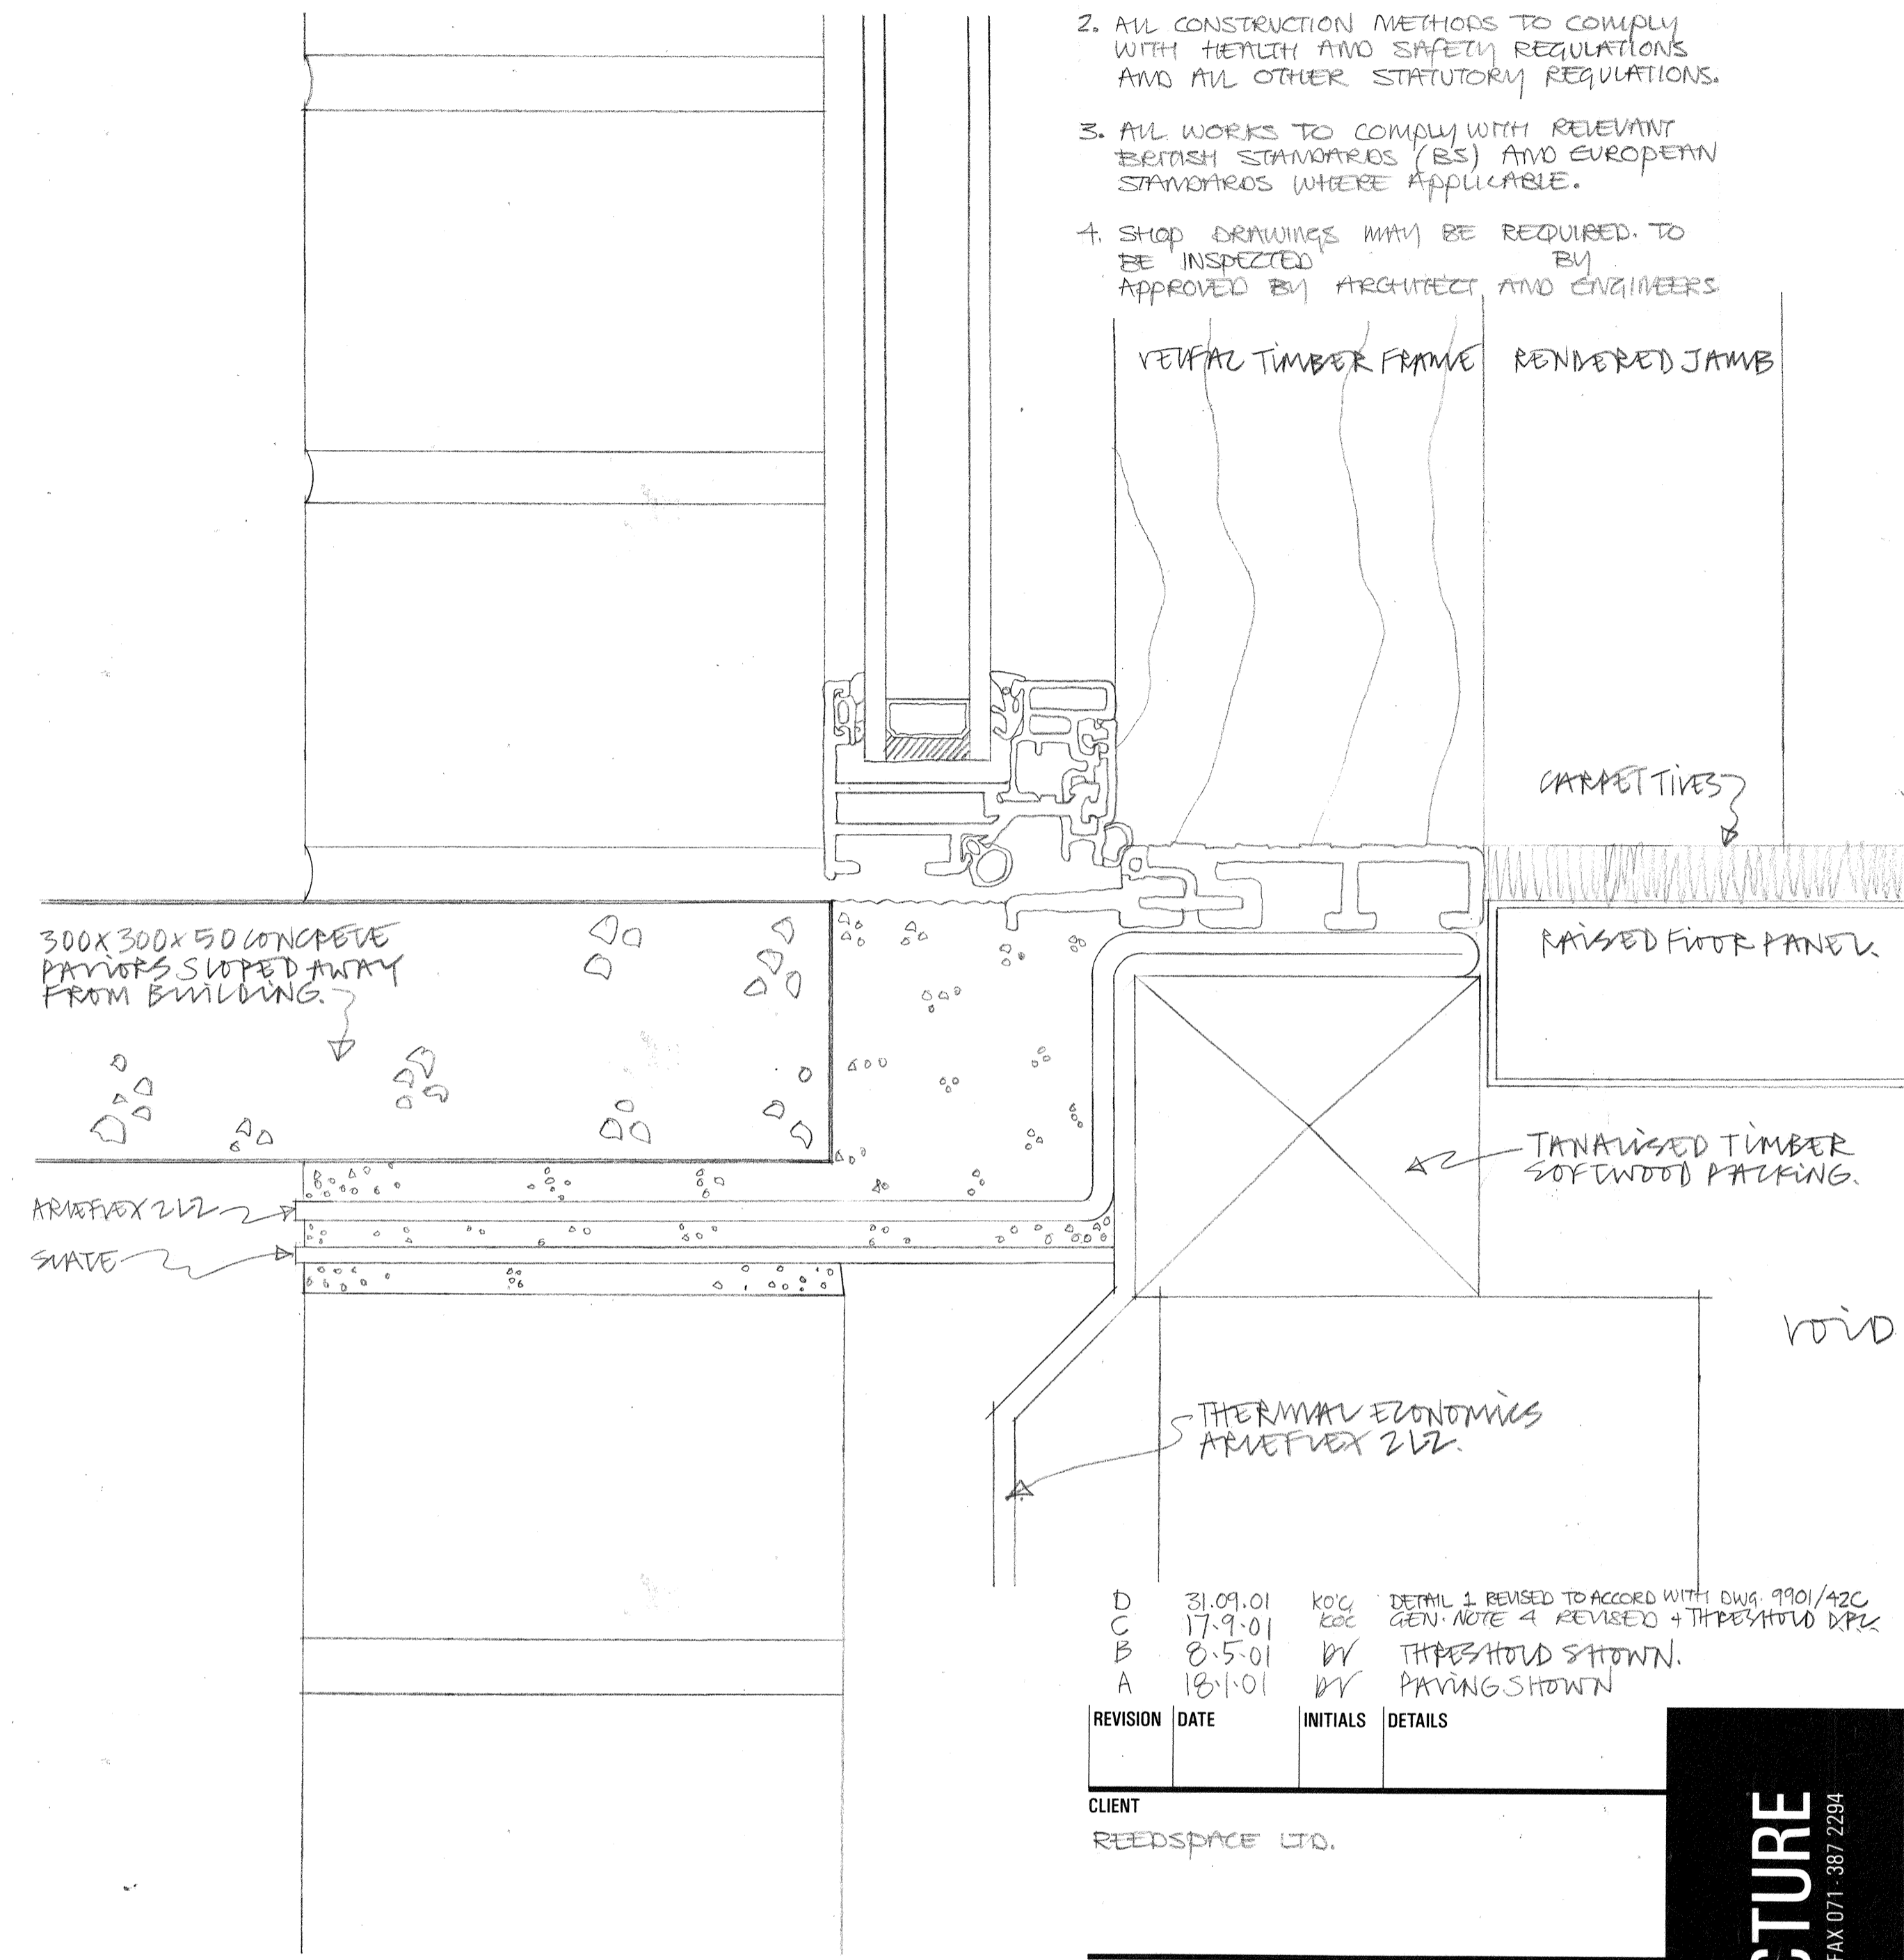 2. ALL CONSTRUCTION METHODS TO COMPLY
WITH HEALTH AND SAFETY REGULATIONS
AND ALL OTHER STATUTORY REGULATIONS.
3. ALL WORKS TO COMPLY WITH RELEVANT
BRITISH STANDARDS (BS) AND EUROPEAN
STANDARDS WHERE APPLICABLE.
4. SHOP DRAWINGS MAY BE REQUIRED. TO
BE INSPECTED BY
APPROVED BY ARCHITECT, AND ENGINEERS
VELFAC TIMBER FRAME
RENDERED JAMB
CARPET TILES
300X300X50 CONCRETE
PAVIORS SLOPED AWAY
FROM BUILDING.
RAISED FLOOR PANEL.
TANALISED TIMBER
SOFTWOOD PACKING.
SLATE
VOID
THERMAL ECONOMICS
D 31.09.01 KO'C DETAIL 1 REVISED TO ACCORD WITH DWG. 9901/42C
C 17.9.01 KOC GEN. NOTE 4 REVISED + THRESHOLD D.P.C
B 8.5.01 THRESHOLD SHOWN.
A 18.1.01 PAVING SHOWN
REVISION DATE INITIALS DETAILS
CLIENT
REEDSPACE LTD.
CTURE
FAX 071-387 2294